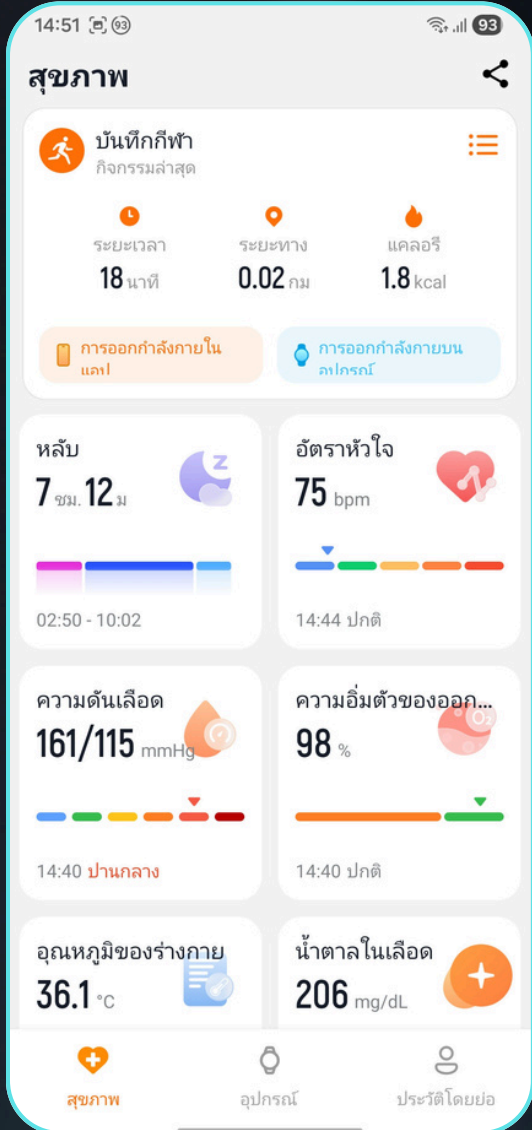 14:51 93 93
สุขภาพ
บันทึกกีฬา
กิจกรรมล่าสุด
ระยะเวลา ระยะทาง แคลอรี
18 นาที 0.02 กม 1.8 kcal
การออกกำลังกายใน
แอป
การออกกำลังกายบน
อุปกรณ์
หลับ
7 ชม. 12 ม
Z
02:50 - 10:02
อัตราหัวใจ
75 bpm
14:44 ปกติ
ความดันเลือด
161/115 mmHg
14:40 ปานกลาง
ความอิ่มตัวของออก...
O2
98 %
14:40 ปกติ
อุณหภูมิของร่างกาย
36.1 °C
น้ำตาลในเลือด
206 mg/dL
สุขภาพ อุปกรณ์ ประวัติโดยย่อ